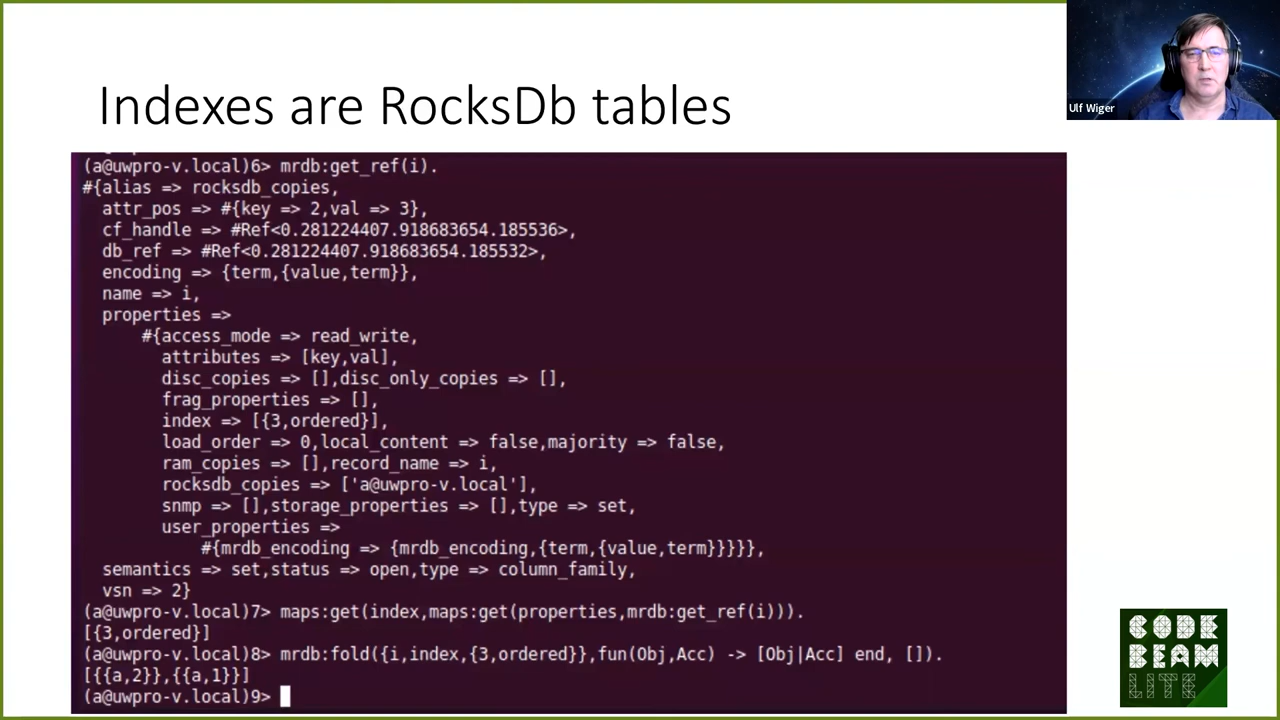 Indexes are RocksDb tables
Ulf Wiger
(a@uwpro-v.local)6> mrdb:get_ref(i).
#{alias => rocksdb_copies,
  attr_pos => #{key => 2,val => 3},
  cf_handle => #Ref<0.281224407.918683654.185536>,
  db_ref => #Ref<0.281224407.918683654.185532>,
  encoding => {term,{value,term}},
  name => i,
  properties =>
      #{access_mode => read_write,
        attributes => [key,val],
        disc_copies => [],disc_only_copies => [],
        frag_properties => [],
        index => [{3,ordered}],
        load_order => 0,local_content => false,majority => false,
        ram_copies => [],record_name => i,
        rocksdb_copies => ['a@uwpro-v.local'],
        snmp => [],storage_properties => [],type => set,
        user_properties =>
            #{mrdb_encoding => {mrdb_encoding,{term,{value,term}}}}},
  semantics => set,status => open,type => column_family,
  vsn => 2}
(a@uwpro-v.local)7> maps:get(index,maps:get(properties,mrdb:get_ref(i))).
[{3,ordered}]
(a@uwpro-v.local)8> mrdb:fold({i,index,{3,ordered}},fun(Obj,Acc) -> [Obj|Acc] end, []).
[{{a,2}},{{a,1}}]
(a@uwpro-v.local)9>
CODE
BEAM
LITE